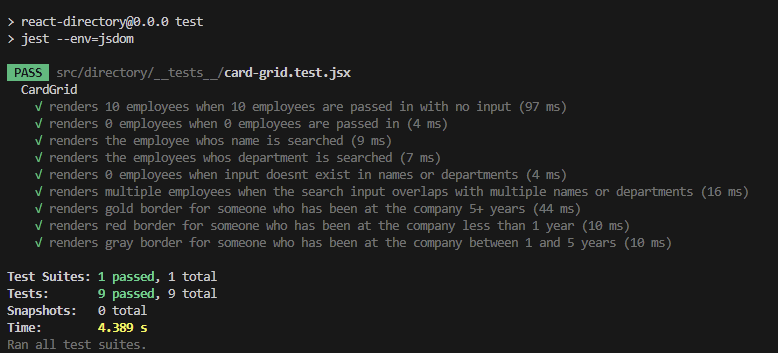 > react-directory@0.0.0 test
> jest --env=jsdom
PASS src/directory/__tests__/card-grid.test.jsx
CardGrid
√ renders 10 employees when 10 employees are passed in with no input (97 ms)
√ renders 0 employees when 0 employees are passed in (4 ms)
√ renders the employee whos name is searched (9 ms)
√ renders the employees whos department is searched (7 ms)
√ renders 0 employees when input doesnt exist in names or departments (4 ms)
√ renders multiple employees when the search input overlaps with multiple names or departments (16 ms)
√ renders gold border for someone who has been at the company 5+ years (44 ms)
√ renders red border for someone who has been at the company less than 1 year (10 ms)
√ renders gray border for someone who has been at the company between 1 and 5 years (10 ms)
Test Suites: 1 passed, 1 total
Tests: 9 passed, 9 total
Snapshots: 0 total
Time: 4.389 s
Ran all test suites.